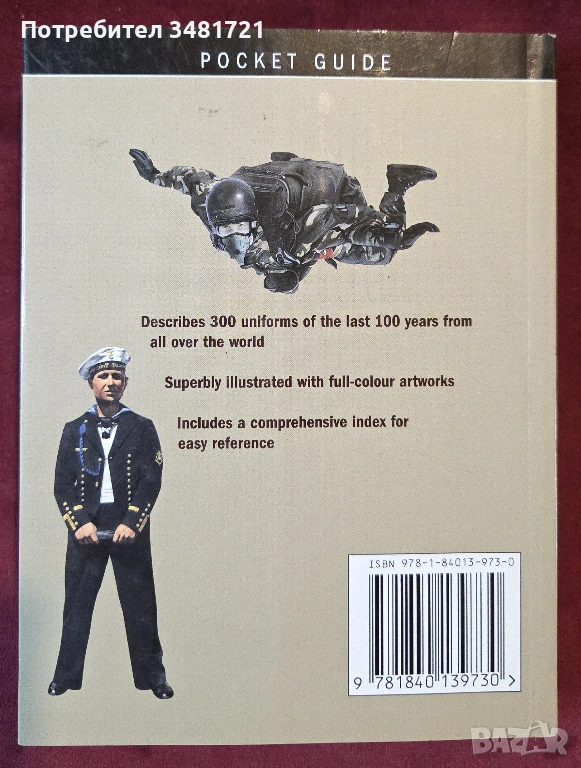 Потребител 3481721
POCKET GUIDE
Describes 300 uniforms of the last 100 years from
all over the world
Superbly illustrated with full-colour artworks
Includes a comprehensive index for
easy reference
ISBN 978-1-84013-973-0
9 781840 139730 >
BAZAR